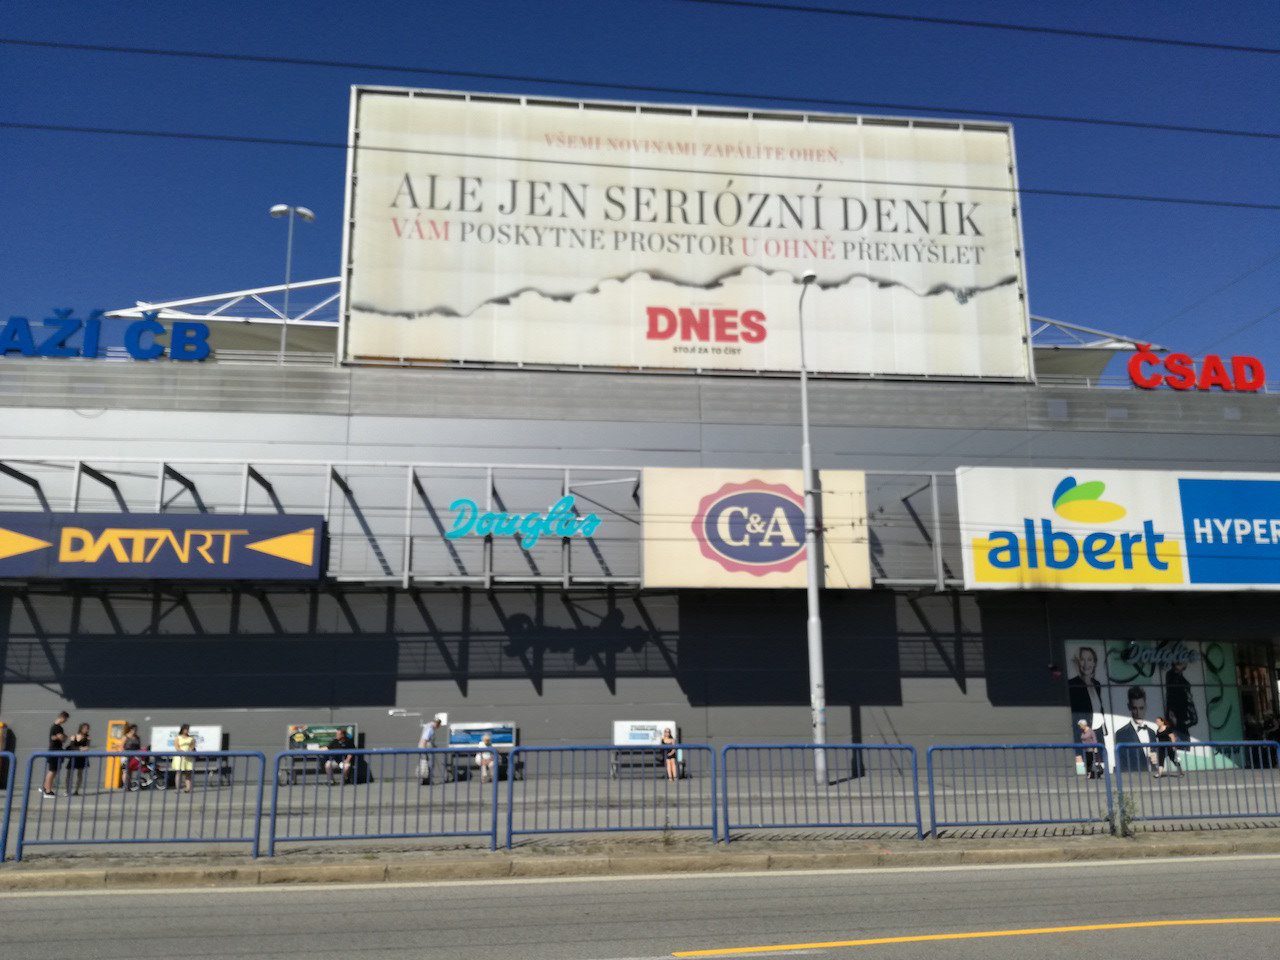 VŠEMI NOVINAMI ZAPÁLÍTE OHEŇ,
ALE JEN SERIÓZNÍ DENÍK
VÁM POSKYTNE PROSTOR U OHNĚ PŘEMÝŠLET
DNES
STOJÍ ZA TO ČÍST
AŽÍ ČB
ČSAD
DATART
Douglas
C&A
albert
HYPER
Douglas